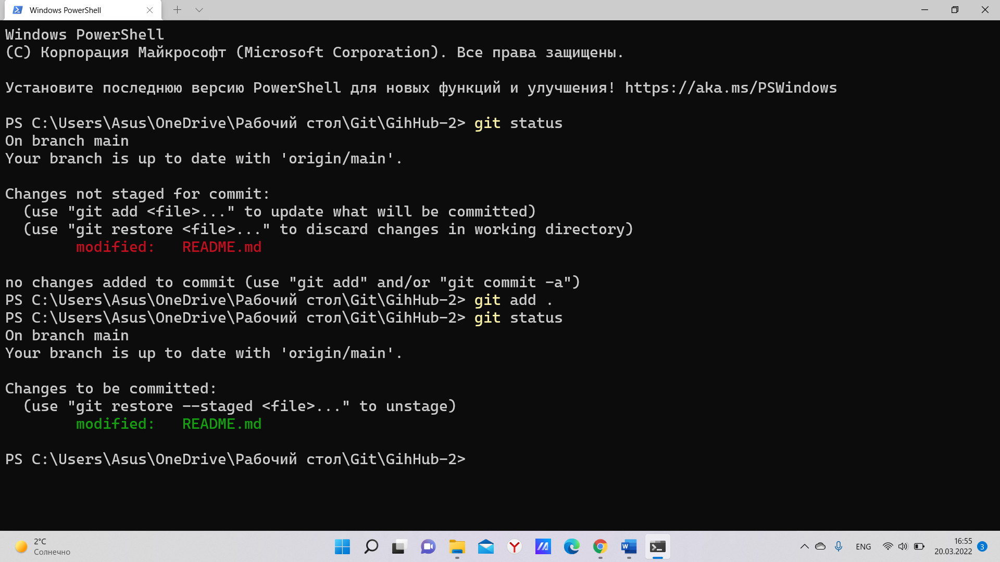 Windows PowerShell
Windows PowerShell
(C) Корпорация Майкрософт (Microsoft Corporation). Все права защищены.
Установите последнюю версию PowerShell для новых функций и улучшения! https://aka.ms/PSWindows
PS C:\Users\Asus\OneDrive\Рабочий стол\Git\GihHub-2> git status
On branch main
Your branch is up to date with 'origin/main'.
Changes not staged for commit:
  (use "git add <file>..." to update what will be committed)
  (use "git restore <file>..." to discard changes in working directory)
        modified:   README.md
no changes added to commit (use "git add" and/or "git commit -a")
PS C:\Users\Asus\OneDrive\Рабочий стол\Git\GihHub-2> git add .
PS C:\Users\Asus\OneDrive\Рабочий стол\Git\GihHub-2> git status
On branch main
Your branch is up to date with 'origin/main'.
Changes to be committed:
  (use "git restore --staged <file>..." to unstage)
        modified:   README.md
PS C:\Users\Asus\OneDrive\Рабочий стол\Git\GihHub-2>
2°C
Солнечно
ENG
16:55
20.03.2022
3